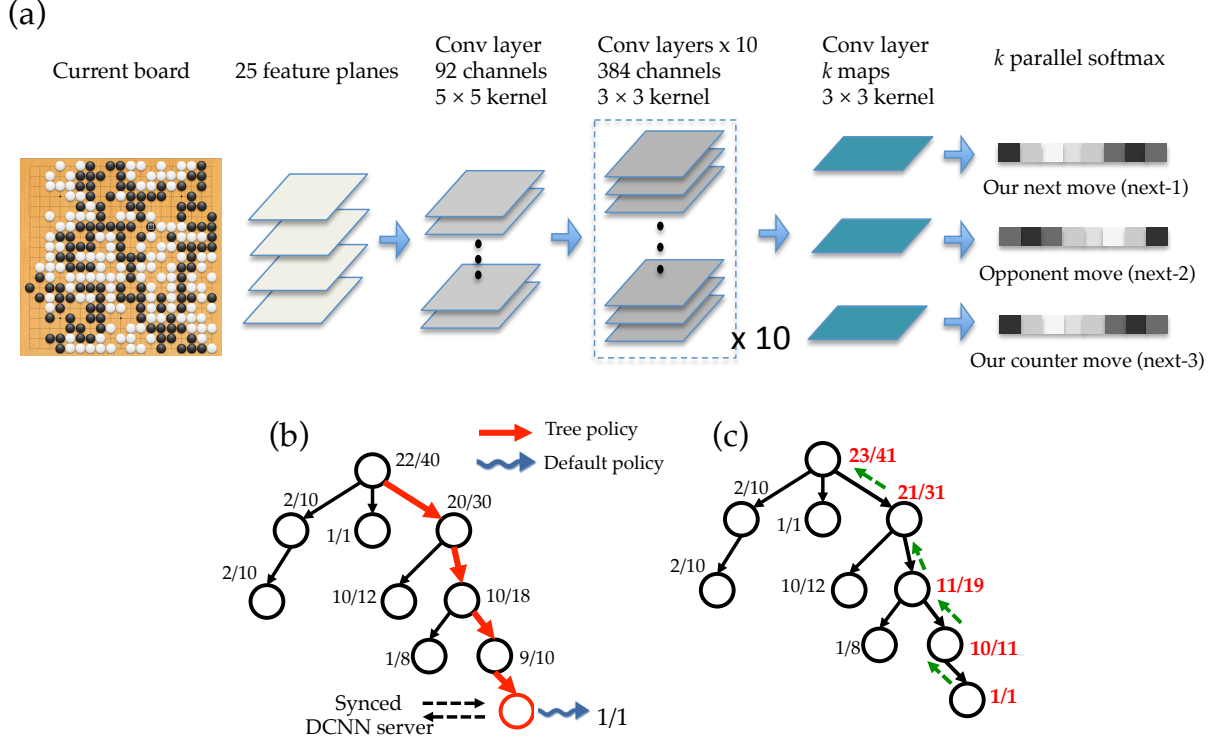 (a)
Current board
25 feature planes
Conv layer
92 channels
5 × 5 kernel
Conv layers x 10
384 channels
3 × 3 kernel
Conv layer
k maps
3 × 3 kernel
k parallel softmax
Our next move (next-1)
Opponent move (next-2)
x 10
Our counter move (next-3)
(b)
Tree policy
Default policy
22/40
2/10
1/1
20/30
2/10
10/12
10/18
1/8
9/10
Synced
DCNN server
1/1
(c)
23/41
2/10
1/1
21/31
2/10
10/12
11/19
1/8
10/11
1/1